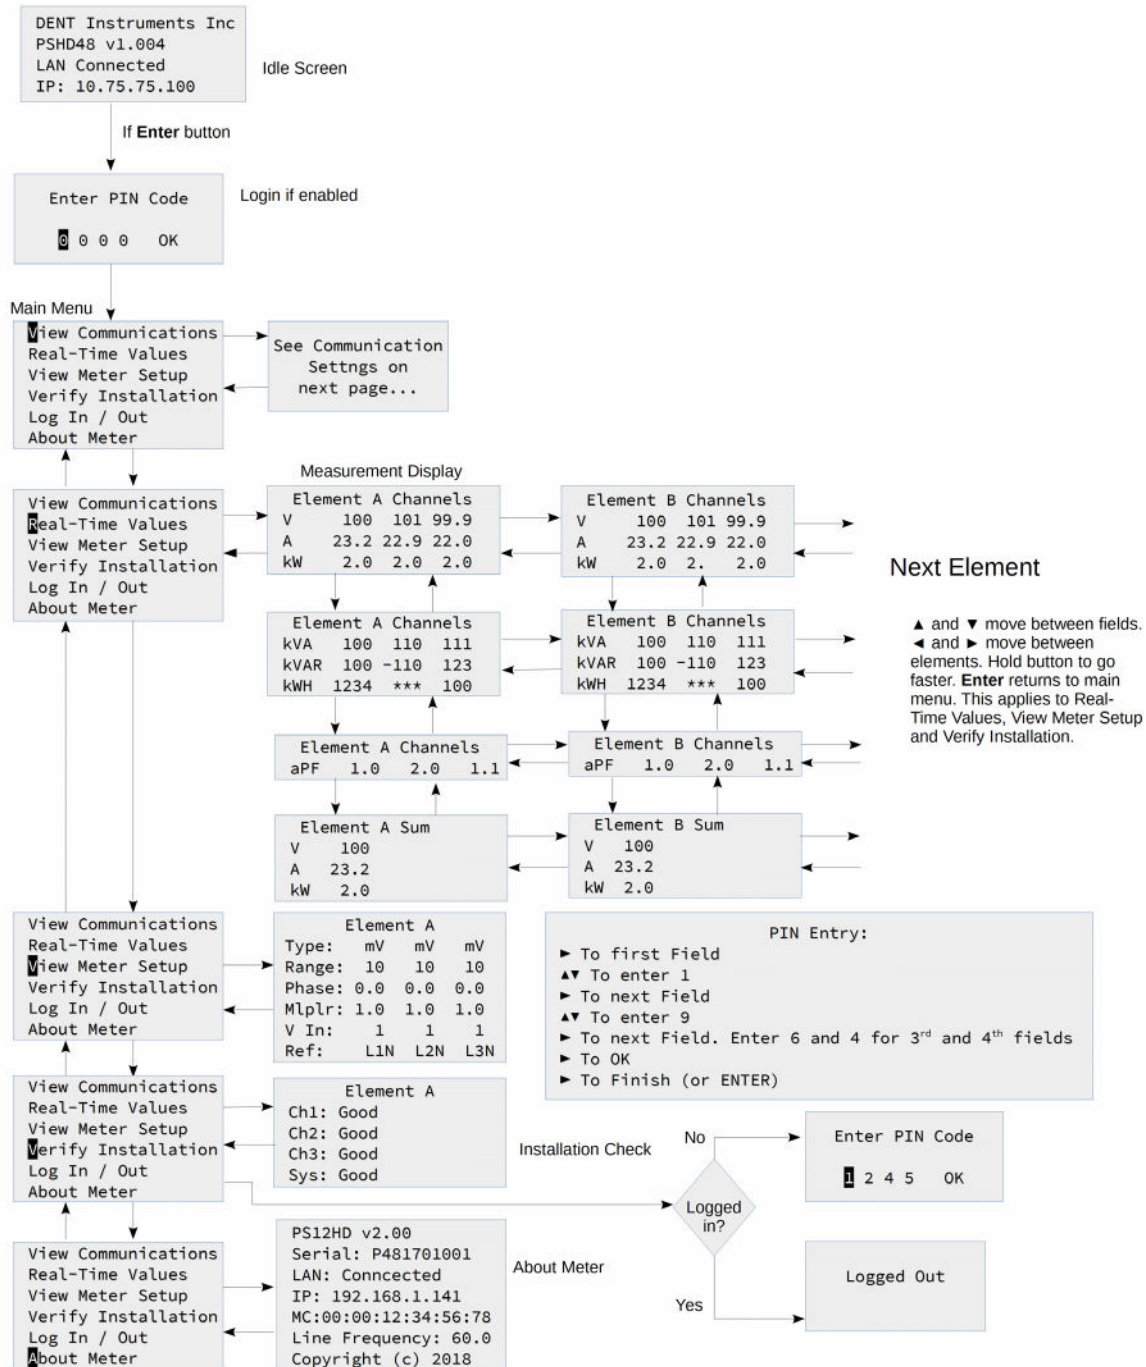 DENT Instruments Inc
PSHD48 v1.004
LAN Connected
IP: 10.75.75.100
Idle Screen
If Enter button
Enter PIN Code
0 0 0 0 OK
Login if enabled
Main Menu
View Communications
Real-Time Values
View Meter Setup
Verify Installation
Log In / Out
About Meter
See Communication
Settngs on
next page...
Measurement Display
View Communications
Real-Time Values
View Meter Setup
Verify Installation
Log In / Out
About Meter
Element A Channels
V 100 101 99.9
A 23.2 22.9 22.0
kW 2.0 2.0 2.0
Element B Channels
V 100 101 99.9
A 23.2 22.9 22.0
kW 2.0 2. 2.0
Next Element
▲ and ▼ move between fields.
◄ and ► move between
elements. Hold button to go
faster. Enter returns to main
menu. This applies to Real-
Time Values, View Meter Setup
and Verify Installation.
Element A Channels
kVA 100 110 111
kVAR 100 -110 123
kWH 1234 *** 100
Element B Channels
kVA 100 110 111
kVAR 100 -110 123
kWH 1234 *** 100
Element A Channels
aPF 1.0 2.0 1.1
Element B Channels
aPF 1.0 2.0 1.1
Element A Sum
V 100
A 23.2
kW 2.0
Element B Sum
V 100
A 23.2
kW 2.0
View Communications
Real-Time Values
View Meter Setup
Verify Installation
Log In / Out
About Meter
Element A
Type: mV mV mV
Range: 10 10 10
Phase: 0.0 0.0 0.0
Mlplr: 1.0 1.0 1.0
V In: 1 1 1
Ref: L1N L2N L3N
PIN Entry:
► To first Field
▲▼ To enter 1
► To next Field
▲▼ To enter 9
► To next Field. Enter 6 and 4 for 3rd and 4th fields
► To OK
► To Finish (or ENTER)
View Communications
Real-Time Values
View Meter Setup
Verify Installation
Log In / Out
About Meter
Element A
Ch1: Good
Ch2: Good
Ch3: Good
Sys: Good
Installation Check
No
Logged
in?
Yes
Enter PIN Code
1 2 4 5 OK
Logged Out
View Communications
Real-Time Values
View Meter Setup
Verify Installation
Log In / Out
About Meter
PS12HD v2.00
Serial: P481701001
LAN: Conncected
IP: 192.168.1.141
MC:00:00:12:34:56:78
Line Frequency: 60.0
Copyright (c) 2018
About Meter